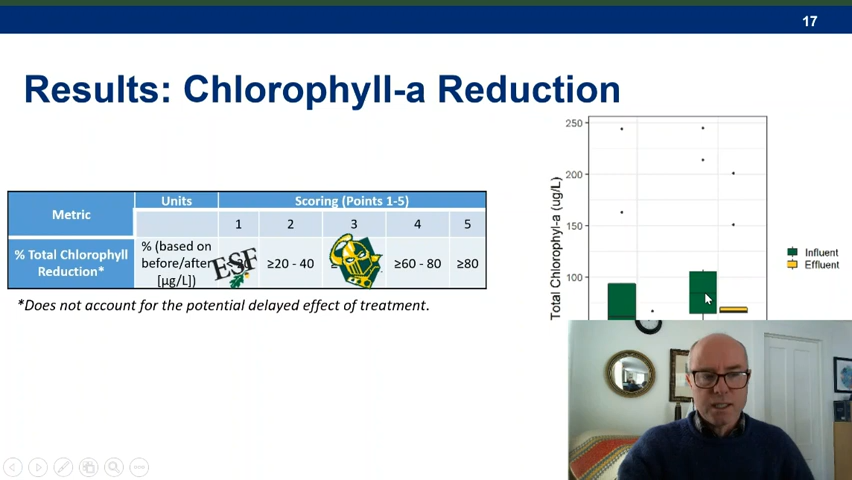 17
Results: Chlorophyll-a Reduction
Metric
Units
Scoring (Points 1-5)
1
2
3
4
5
% Total Chlorophyll
Reduction*
% (based on
before/after
[µg/L])
ESF
≥20 - 40
≥60 - 80
≥80
*Does not account for the potential delayed effect of treatment.
Total Chlorophyl-a (ug/L)
250
200
150
100
Influent
Effluent